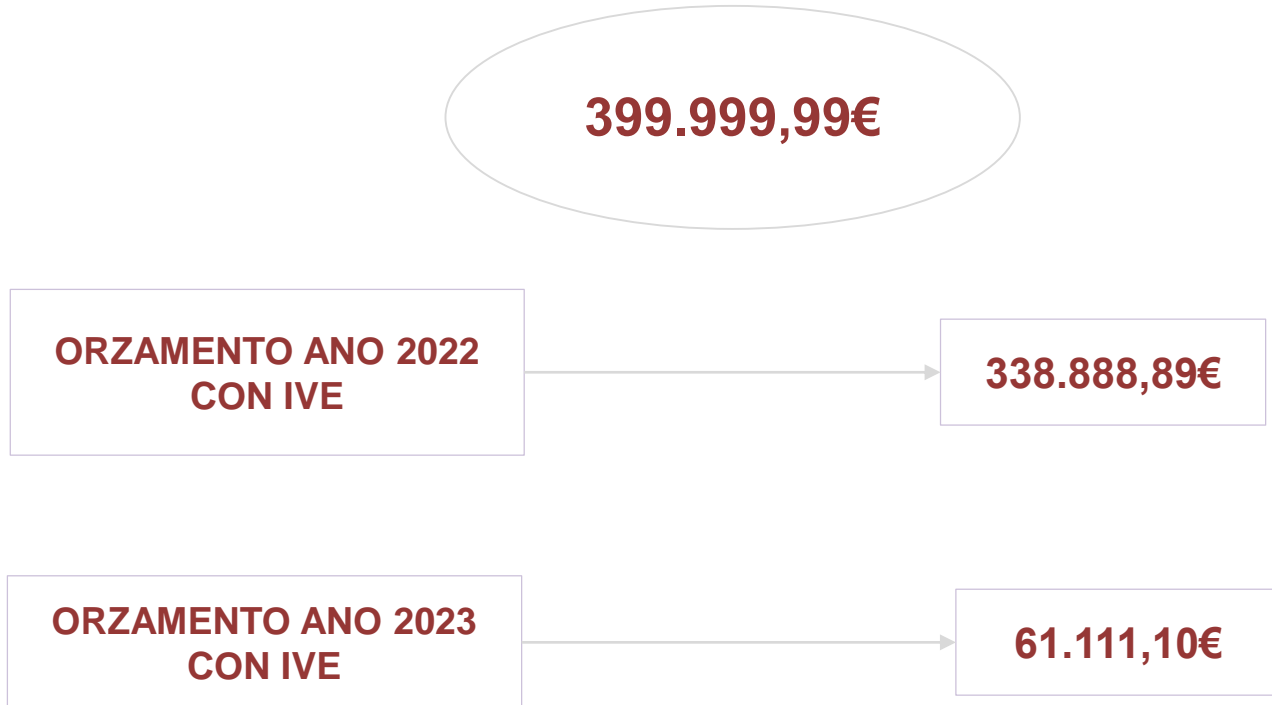 399.999,99€
ORZAMENTO ANO 2022
CON IVE
338.888,89€
ORZAMENTO ANO 2023
CON IVE
61.111,10€